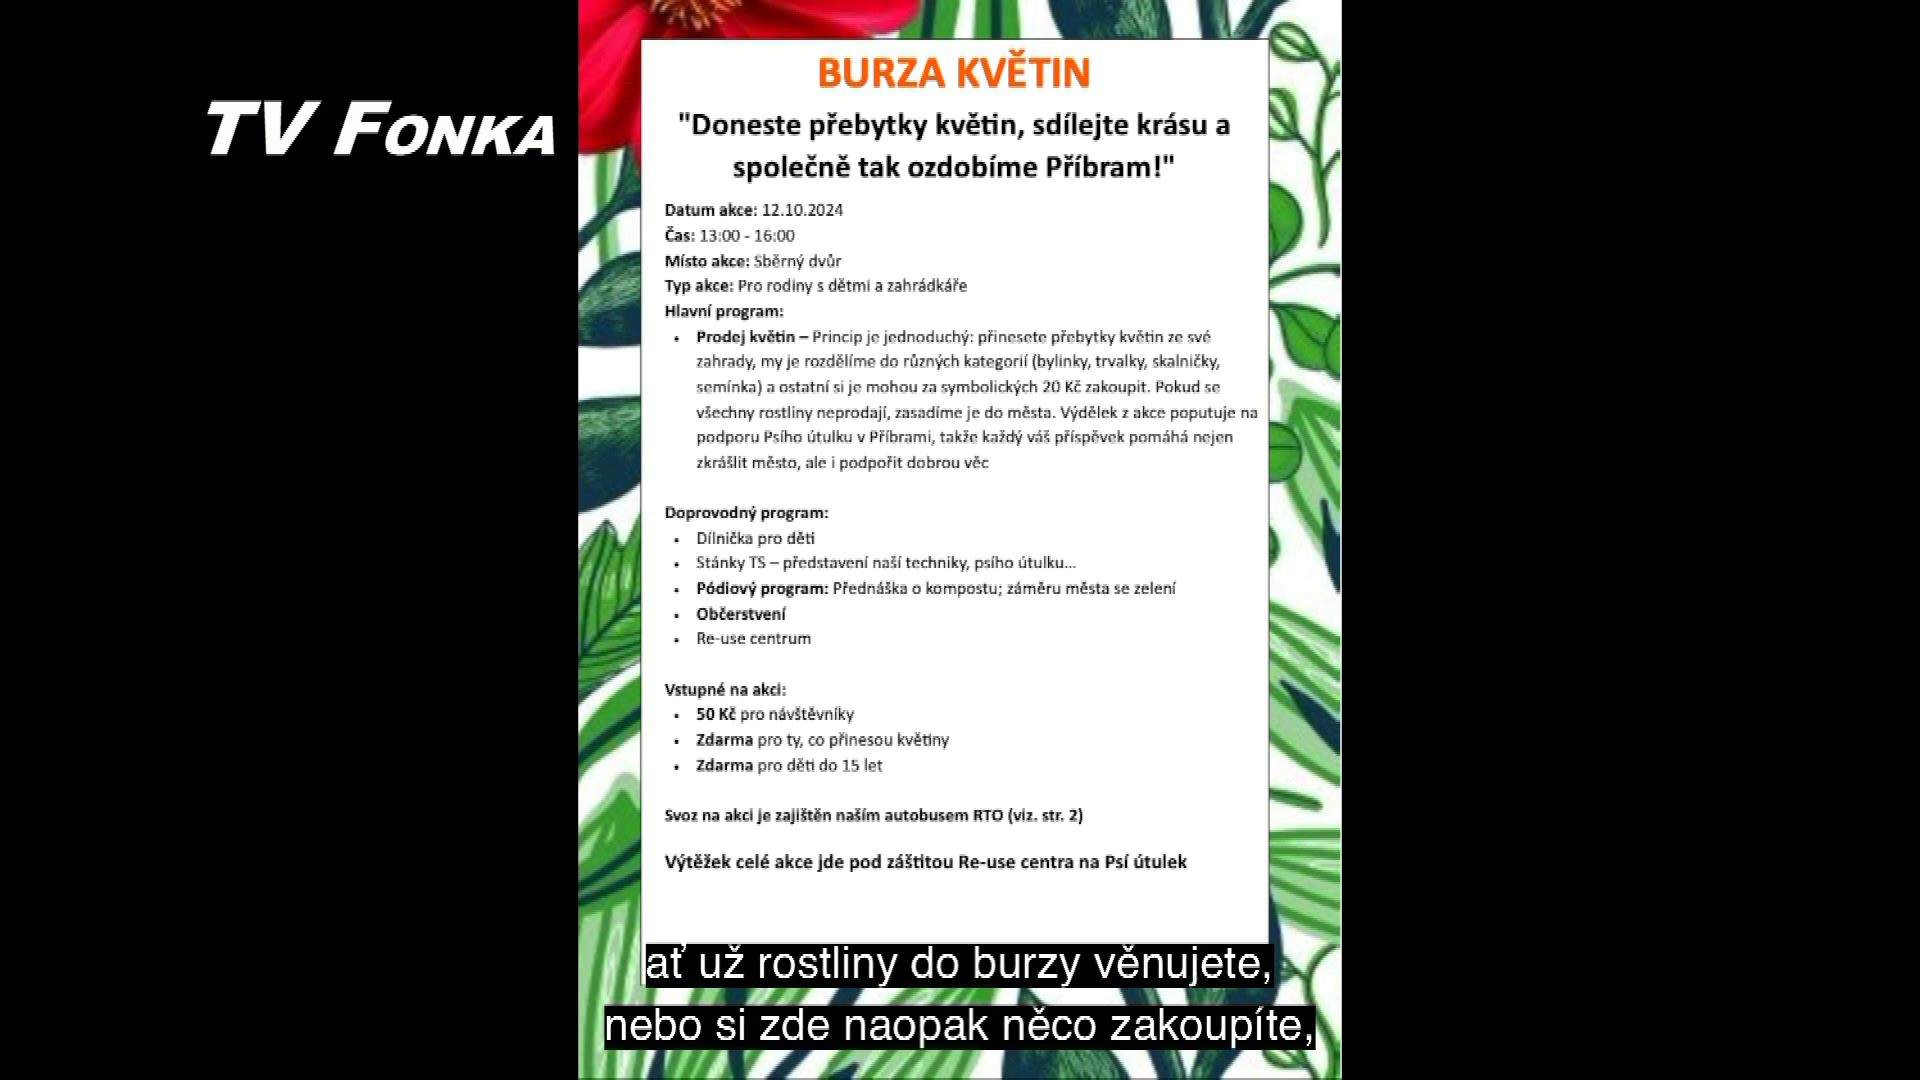 TV FONKA
BURZA KVĚTIN
"Doneste přebytky květin, sdílejte krásu a
společně tak ozdobíme Příbram!"
Datum akce: 12.10.2024
Čas: 13:00 - 16:00
Místo akce: Sběrný dvůr
Typ akce: Pro rodiny s dětmi a zahrádkáře
Hlavní program:
• Prodej květin – Princip je jednoduchý: přinesete přebytky květin ze své
zahrady, my je rozdělíme do různých kategorií (bylinky, trvalky, skalničky,
semínka) a ostatní si je mohou za symbolických 20 Kč zakoupit. Pokud se
všechny rostliny neprodají, zasadíme je do města. Výdělek z akce poputuje na
podporu Psího útulku v Příbrami, takže každý váš příspěvek pomáhá nejen
zkrášlit město, ale i podpořit dobrou věc
Doprovodný program:
• Dílnička pro děti
• Stánky TS – představení naší techniky, psího útulku...
• Pódiový program: Přednáška o kompostu; záměru města se zelení
• Občerstvení
• Re-use centrum
Vstupné na akci:
• 50 Kč pro návštěvníky
• Zdarma pro ty, co přinesou květiny
• Zdarma pro děti do 15 let
Svoz na akci je zajištěn naším autobusem RTO (viz. str. 2)
Výtěžek celé akce jde pod záštitou Re-use centra na Psí útulek
ať už rostliny do burzy věnujete,
nebo si zde naopak něco zakoupíte,